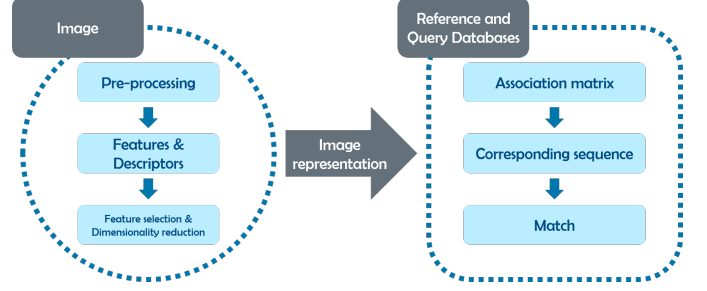 Image
Pre-processing
Features &
Descriptors
Feature selection &
Dimensionality reduction
Image
representation
Reference and
Query Databases
Association matrix
Corresponding sequence
Match